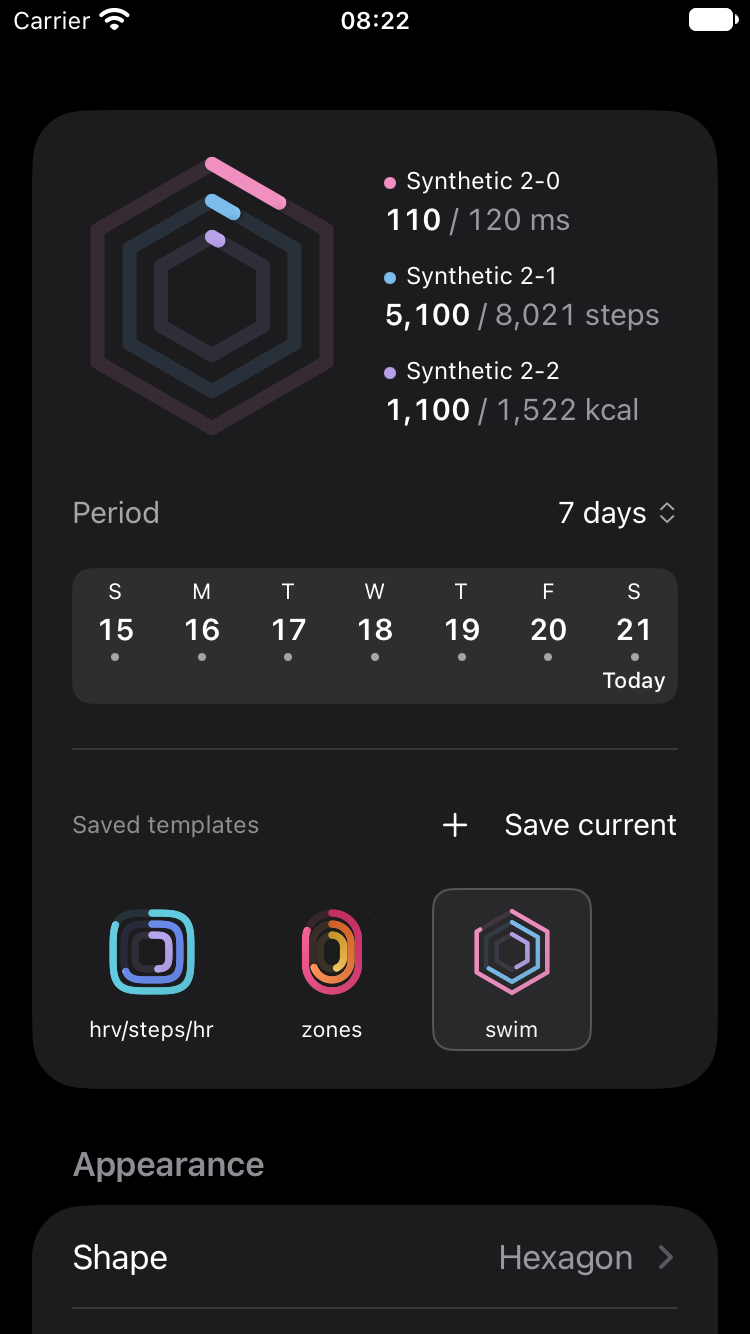 Carrier 08:22
Synthetic 2-0
110 / 120 ms
Synthetic 2-1
5,100 / 8,021 steps
Synthetic 2-2
1,100 / 1,522 kcal
Period 7 days
S M T W T F S
15 16 17 18 19 20 21
Today
Saved templates + Save current
hrv/steps/hr zones swim
Appearance
Shape Hexagon